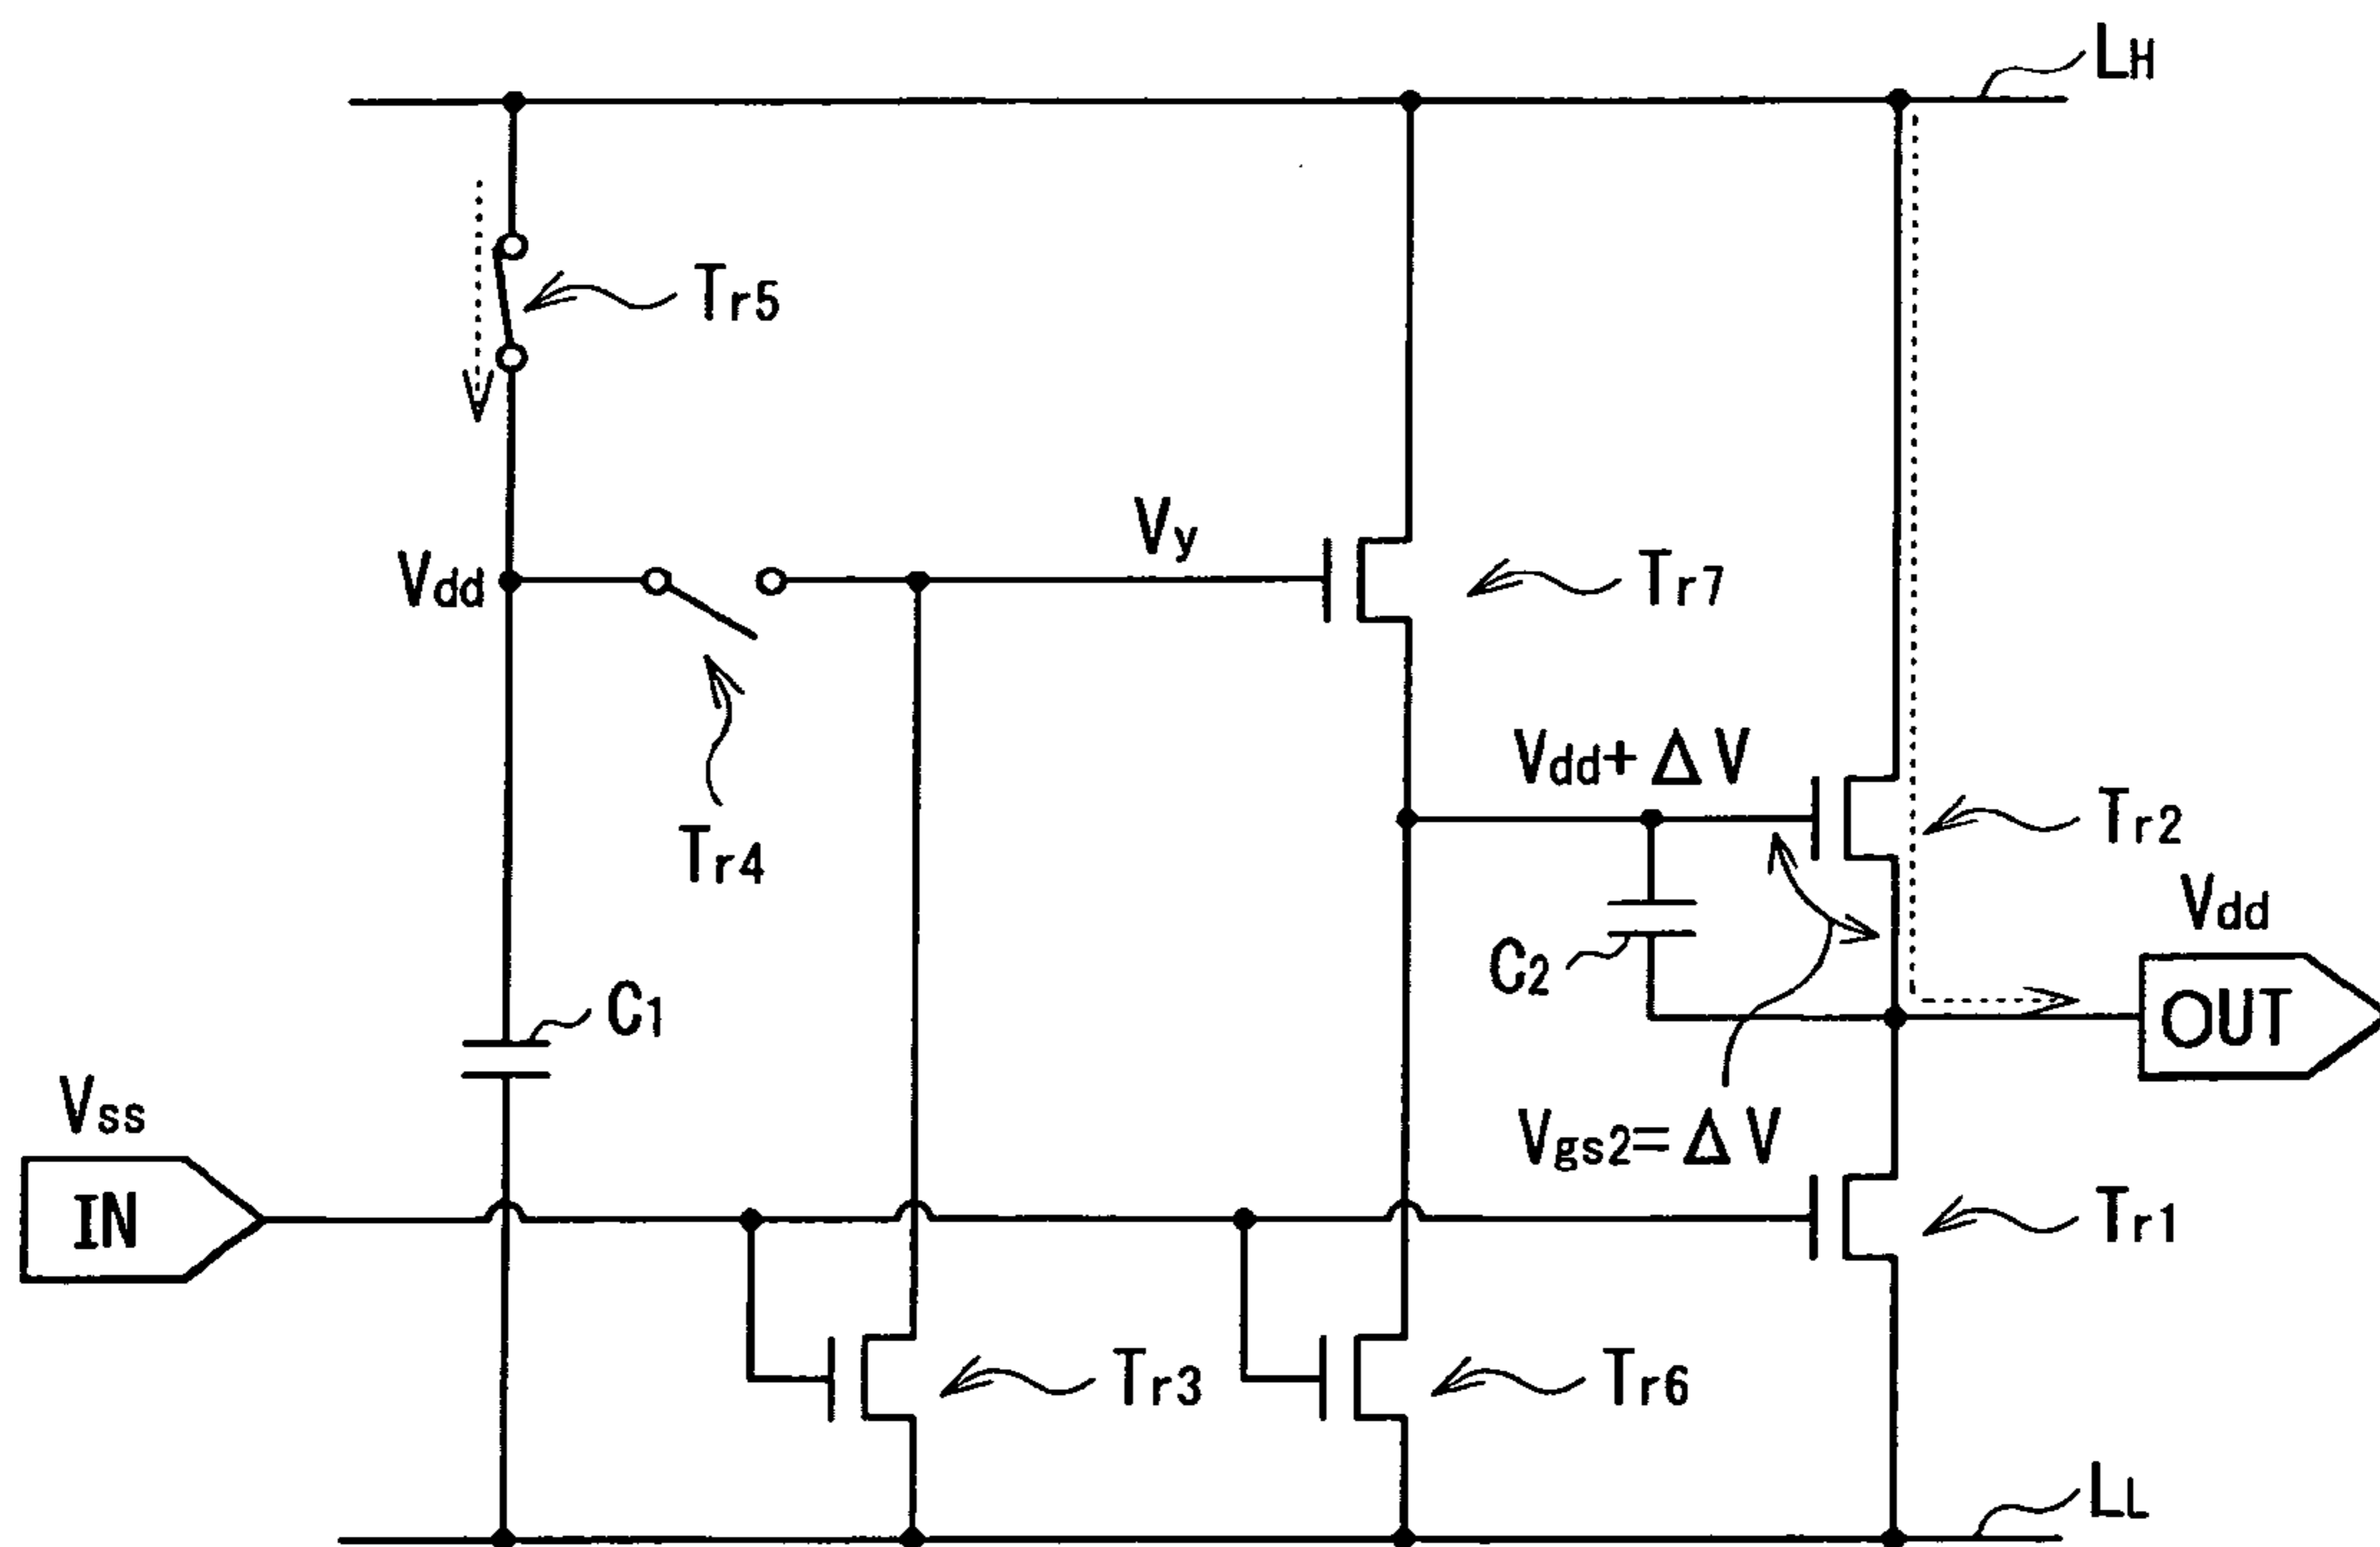 LH
Tr5
Vy
Vdd
Tr7
Vdd+ΔV
Tr2
Tr4
Vdd
C2
C1
OUT
Vss
Vgs2=ΔV
IN
Tr1
Tr3
Tr6
LL